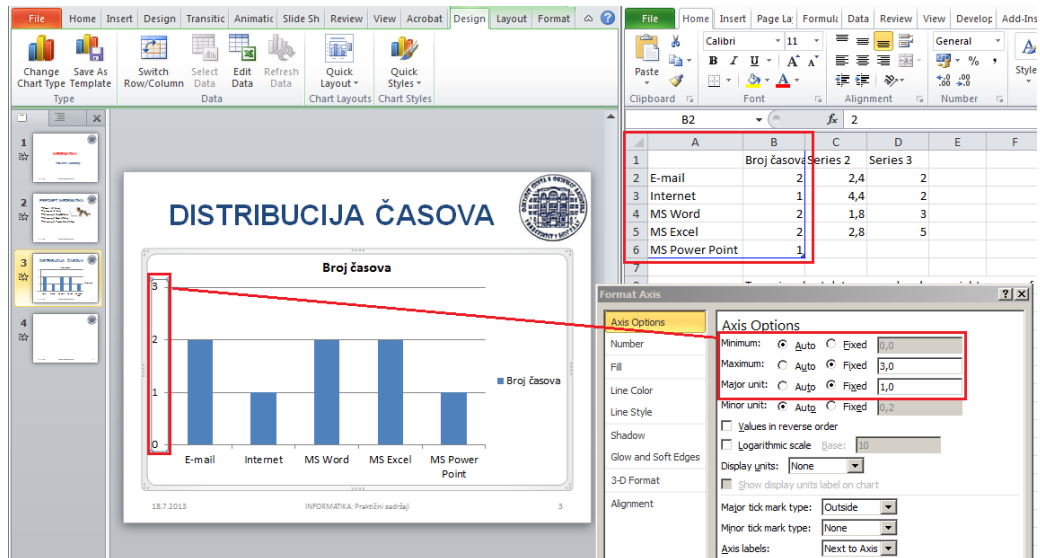 File Home Insert Design Transitic Animatic Slide Sh Review View Acrobat Design Layout Format
Change Chart Type
Save As Template
Switch Row/Column
Select Data
Edit Data
Refresh Data
Quick Layout
Quick Styles
Type Data Chart Layouts Chart Styles
1
2
3
DISTRIBUCIJA ČASOVA
4
DISTRIBUCIJA ČASOVA
Broj časova
3
2
1
0
E-mail Internet MS Word MS Excel MS Power Point
Broj časova
18.7.2013 INFORMATIKA: Praktični sadržaji 3
File Home Insert Page La Formula Data Review View Develop Add-Ins
Paste
Calibri 11
B I U A A
General
% ,
Style
Clipboard Font Alignment Number
B2 fx 2
A B C D E F
1 Broj časova Series 2 Series 3
2 E-mail 2 2,4 2
3 Internet 1 4,4 2
4 MS Word 2 1,8 3
5 MS Excel 2 2,8 5
6 MS Power Point 1
7
Format Axis
Axis Options
Number
Fill
Line Color
Line Style
Shadow
Glow and Soft Edges
3-D Format
Alignment
Axis Options
Minimum: Auto Fixed 0,0
Maximum: Auto Fixed 3,0
Major unit: Auto Fixed 1,0
Minor unit: Auto Fixed 0,2
Values in reverse order
Logarithmic scale Base: 10
Display units: None
Show display units label on chart
Major tick mark type: Outside
Minor tick mark type: None
Axis labels: Next to Axis